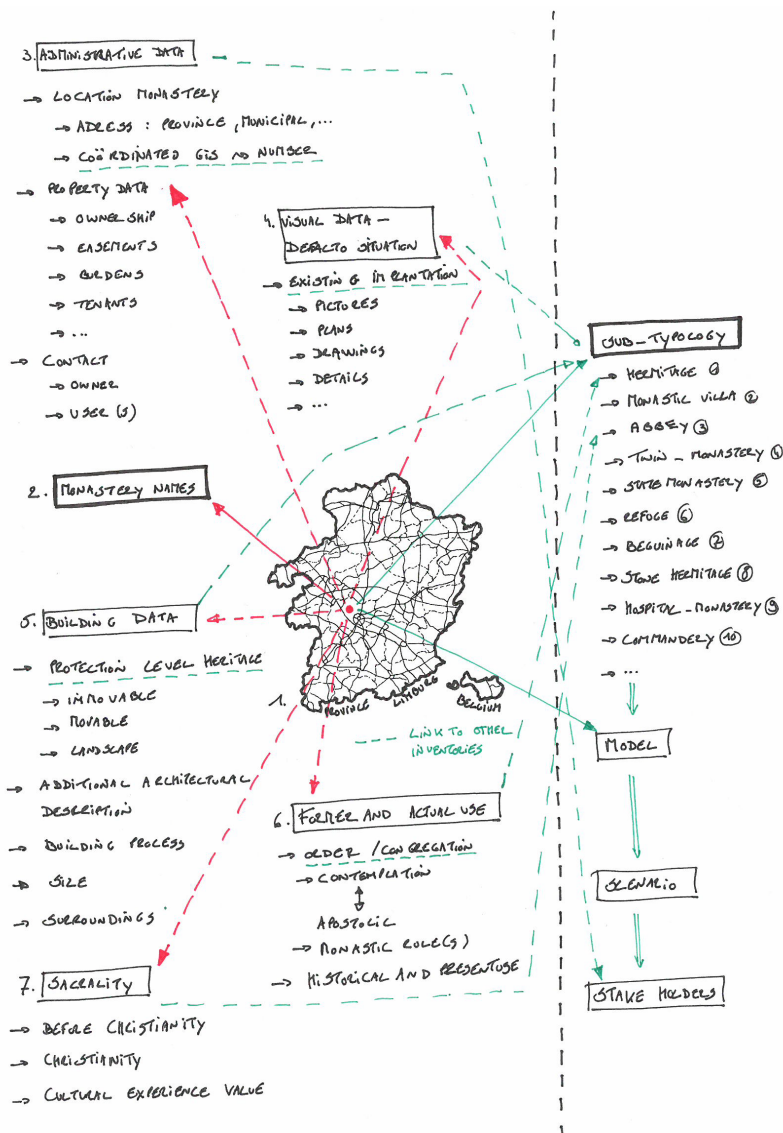 3. ADMINISTRATIVE DATA
→ LOCATION MONASTERY
→ ADRESS : PROVINCE, MUNICIPAL, ...
→ COÖRDINATED GIS NO NUMBER
→ PROPERTY DATA
→ OWNERSHIP
→ EASEMENTS
→ BURDENS
→ TENANTS
→ ...
→ CONTACT
→ OWNER
→ USER (S)
4. VISUAL DATA –
DEFACTO SITUATION
→ EXISTING IMPLANTATION
→ PICTURES
→ PLANS
→ DRAWINGS
→ DETAILS
→ ...
2. MONASTERY NAMES
5. BUILDING DATA
→ PROTECTION LEVEL HERITAGE
→ IMMOVABLE
→ MOVABLE
→ LANDSCAPE
→ ADDITIONAL ARCHITECTURAL
DESCRIPTION
→ BUILDING PROCESS
→ SIZE
→ SURROUNDINGS
1.
PROVINCE LIMBURG
BELGIUM
LINK TO OTHER
INVENTORIES
6. FORMER AND ACTUAL USE
→ ORDER / CONGREGATION
→ CONTEMPLATION
↕
APOSTOLIC
→ MONASTIC RULE(S)
→ HISTORICAL AND PRESENT USE
7. SACRALITY
→ BEFORE CHRISTIANITY
→ CHRISTIANITY
→ CULTURAL EXPERIENCE VALUE
SUB-TYPOLOGY
→ HERMITAGE
→ MONASTIC VILLA ②
→ ABBEY ③
→ TWIN – MONASTERY ④
→ STATE MONASTERY ⑤
→ REFUGE ⑥
→ BEGUINAGE ⑦
→ STONE HERMITAGE ⑧
→ HOSPITAL-MONASTERY ⑨
→ COMMANDERY ⑩
→ ...
MODEL
SCENARIO
STAKE HOLDERS